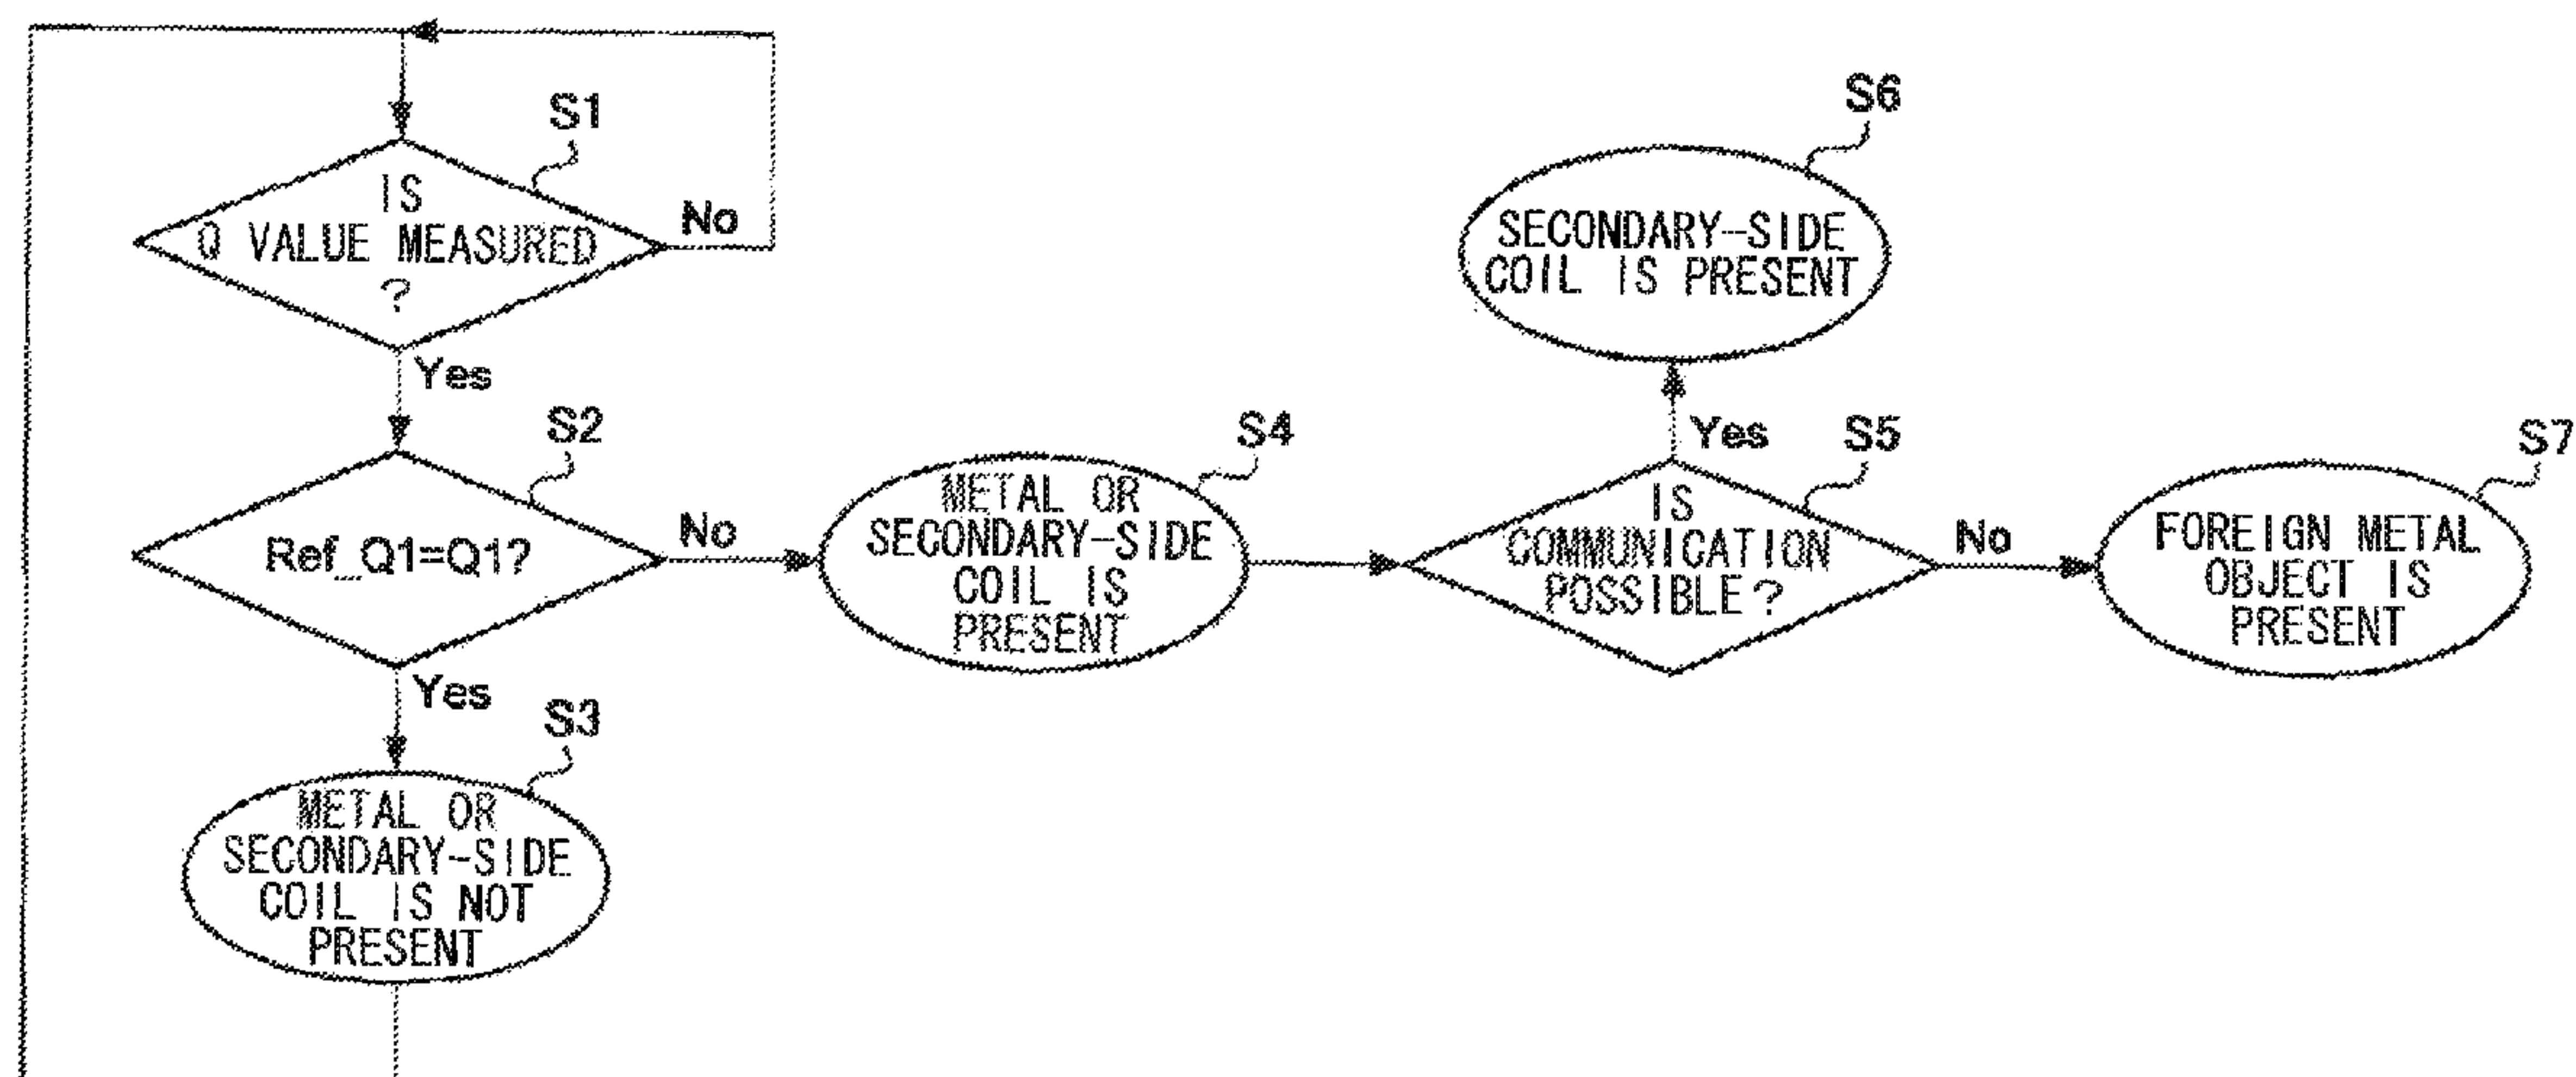 S1
IS
Q VALUE MEASURED
?
No
Yes
S2
Ref_Q1=Q1?
No
Yes
S3
METAL OR
SECONDARY-SIDE
COIL IS NOT
PRESENT
S4
METAL OR
SECONDARY-SIDE
COIL IS
PRESENT
S5
IS
COMMUNICATION
POSSIBLE?
Yes
No
S6
SECONDARY-SIDE
COIL IS PRESENT
S7
FOREIGN METAL
OBJECT IS
PRESENT